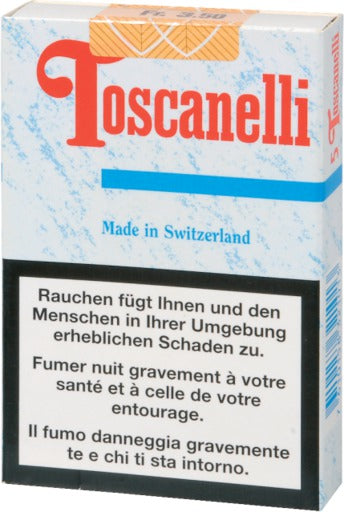 Fr. 3.50
Toscanelli
5 Toscanelli
Made in Switzerland
Rauchen fügt Ihnen und den
Menschen in Ihrer Umgebung
erheblichen Schaden zu.
Fumer nuit gravement à votre
santé et à celle de votre
entourage.
Il fumo danneggia gravemente
te e chi ti sta intorno.